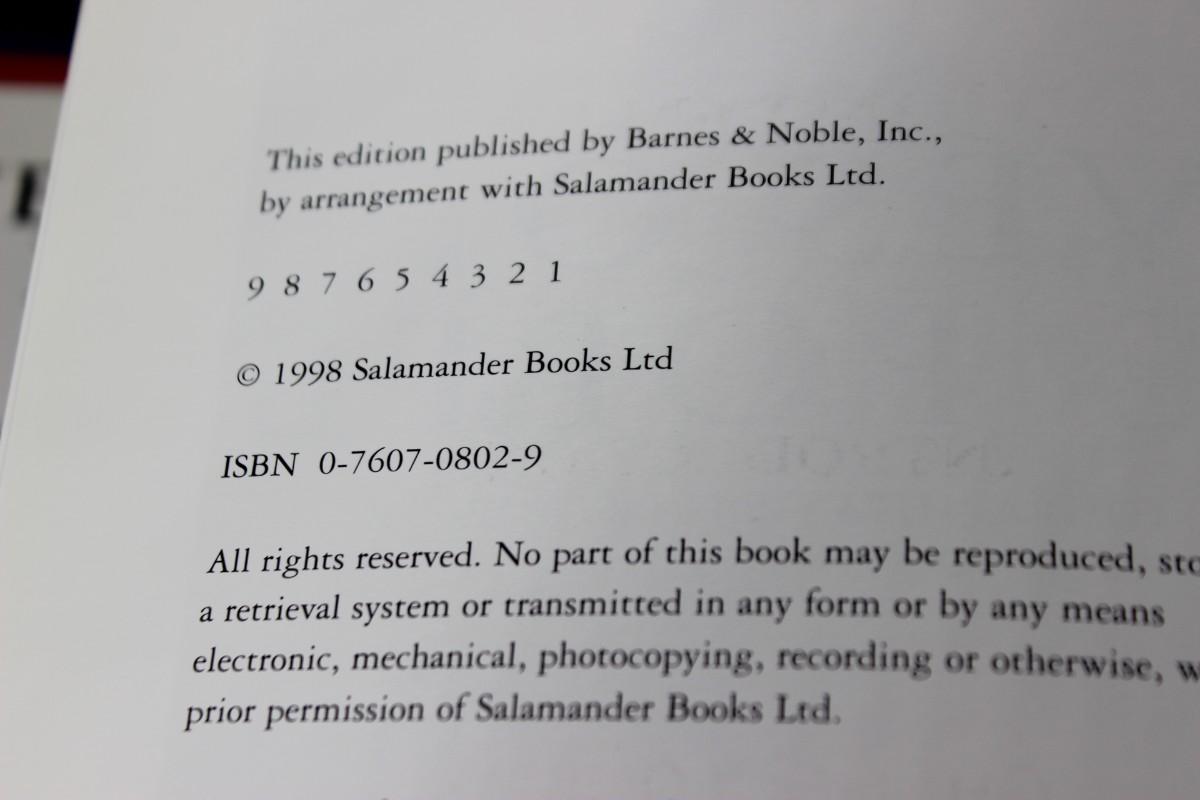 This edition published by Barnes & Noble, Inc.,
by arrangement with Salamander Books Ltd.
9 8 7 6 5 4 3 2 1
© 1998 Salamander Books Ltd
ISBN 0-7607-0802-9
All rights reserved. No part of this book may be reproduced,
a retrieval system or transmitted in any form or by any means
electronic, mechanical, photocopying, recording or otherwise,
prior permission of Salamander Books Ltd.